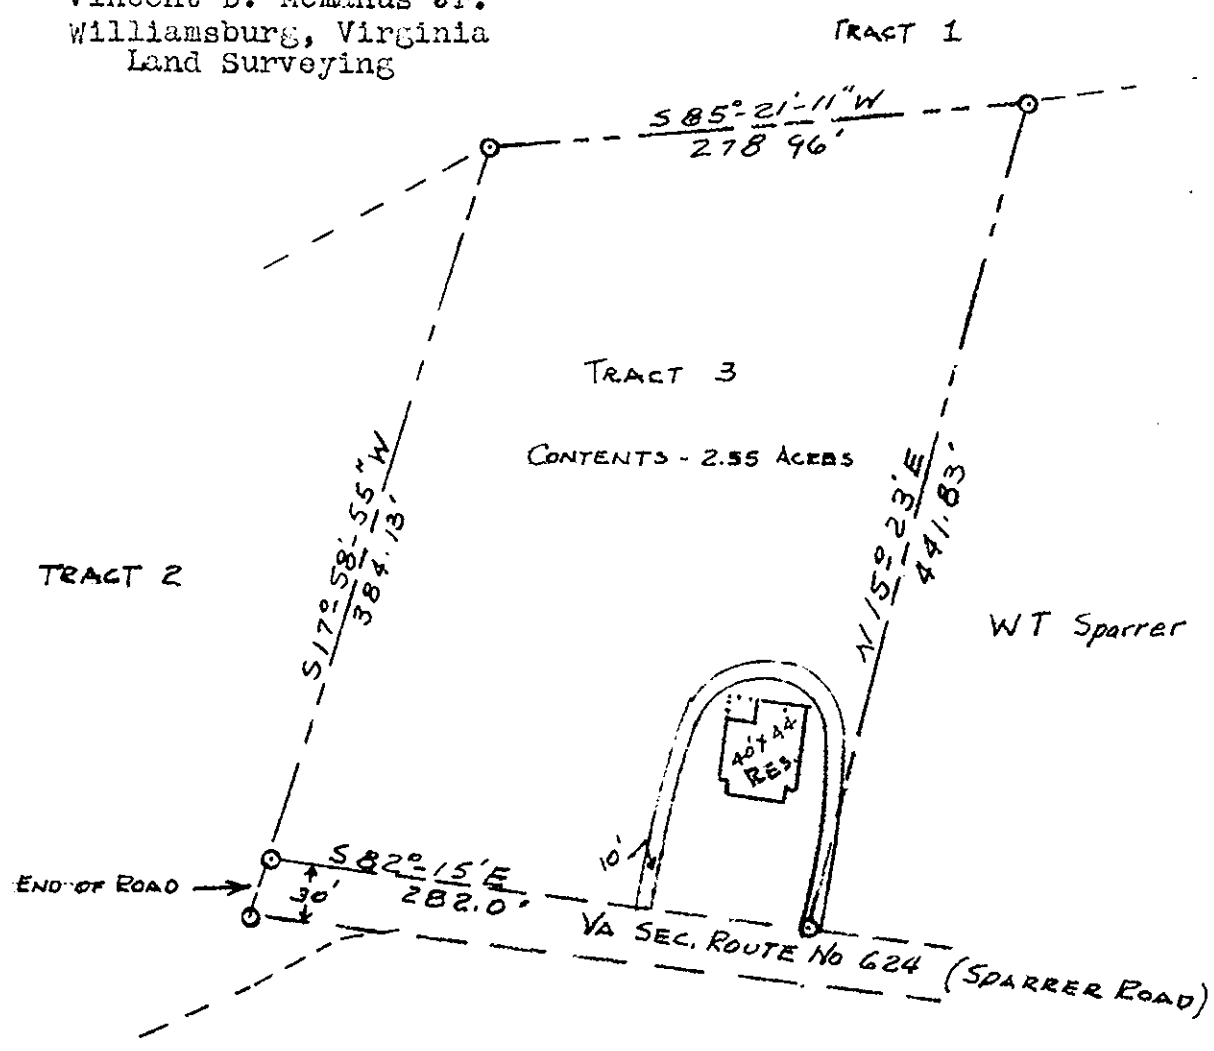 Williamsburg, Virginia
Land Surveying
TRACT 1
S 85°-21'-11" W
278 96'
TRACT 3
CONTENTS - 2.55 ACRES
S17°-58'-55" W
384.13'
N 15°-23' E
441.83'
TRACT 2
WT Sparrer
40' x 44'
RES.
10'
S 82°-15' E
282.0'
END OF ROAD
30'
VA SEC. ROUTE No 624 (SPARRER ROAD)